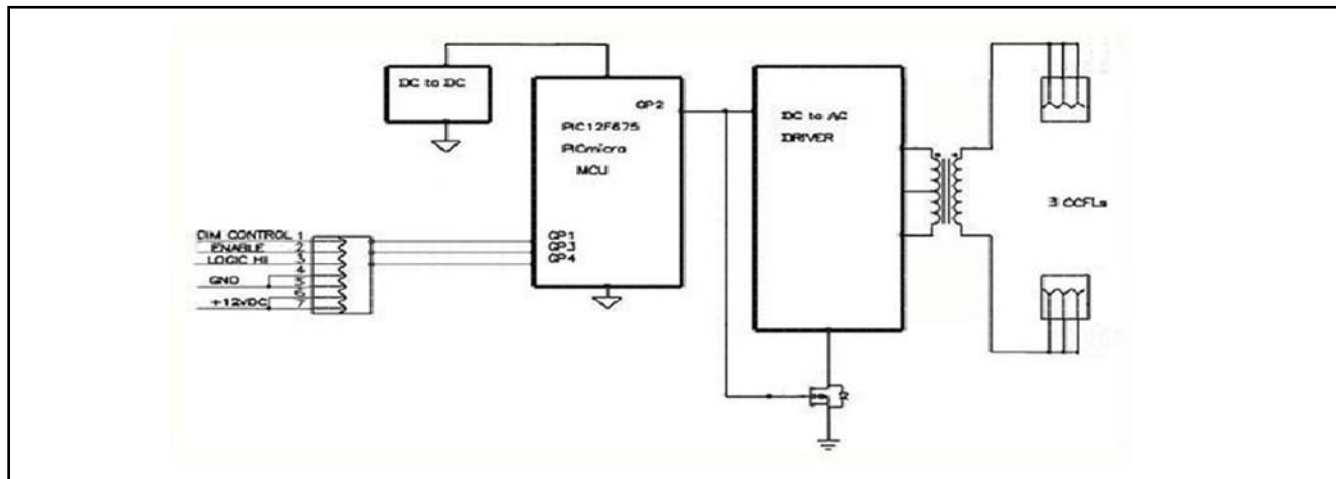 DC to DC
GP2
PIC12F675
PICmicro
MCU
DC to AC
DRIVER
3 CCFLs
DIM CONTROL 1
ENABLE 2
LOGIC HI 3
4
GND 5
6
+12VDC 7
GP1
GP3
GP4